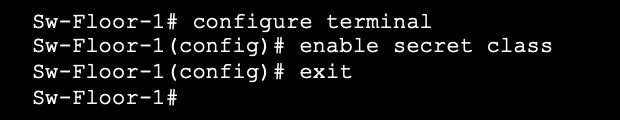 Sw-Floor-1# configure terminal
Sw-Floor-1(config)# enable secret class
Sw-Floor-1(config)# exit
Sw-Floor-1#